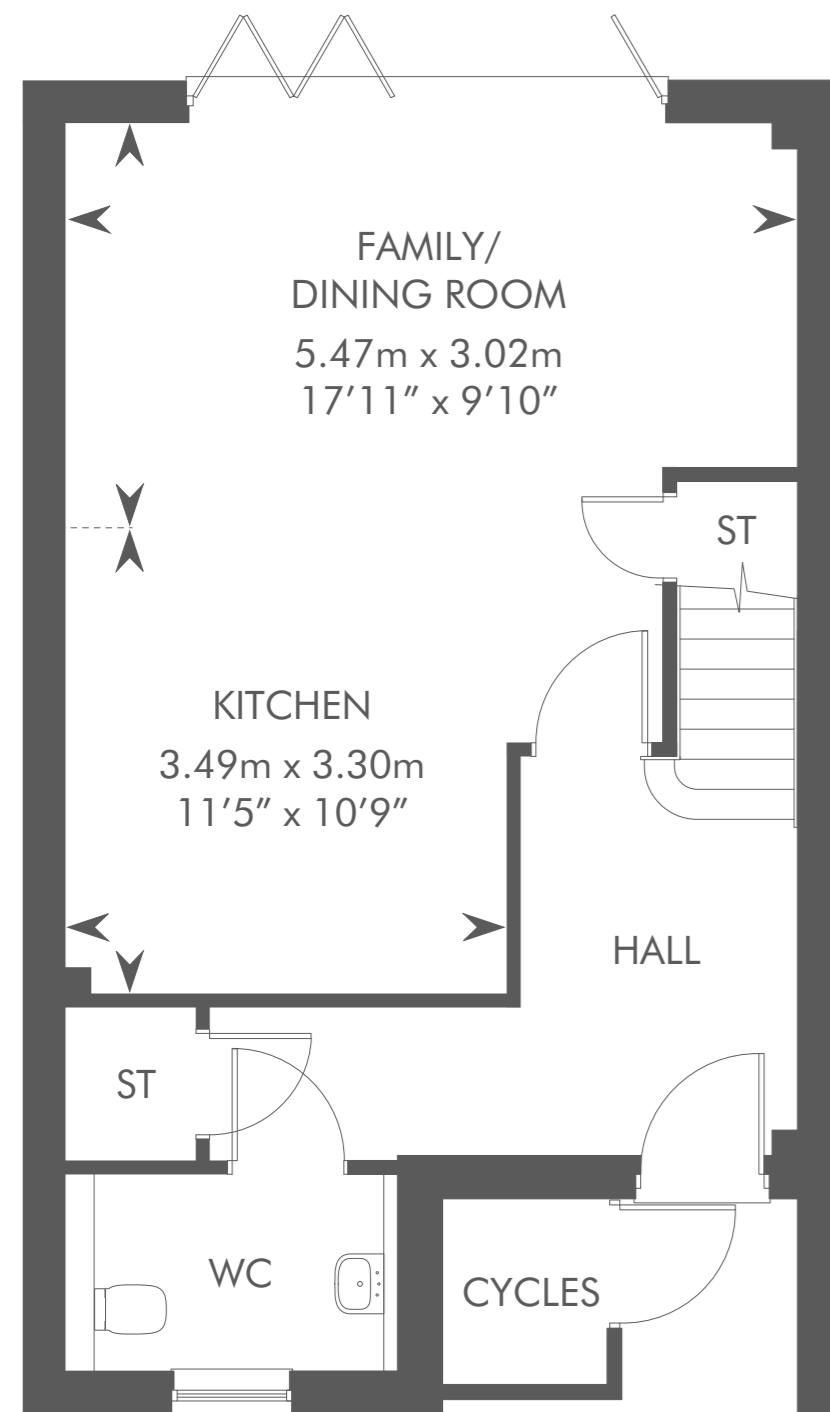 FAMILY/
DINING ROOM
5.47m x 3.02m
17’11” x 9’10”
ST
KITCHEN
3.49m x 3.30m
11’5” x 10’9”
HALL
ST
WC
CYCLES